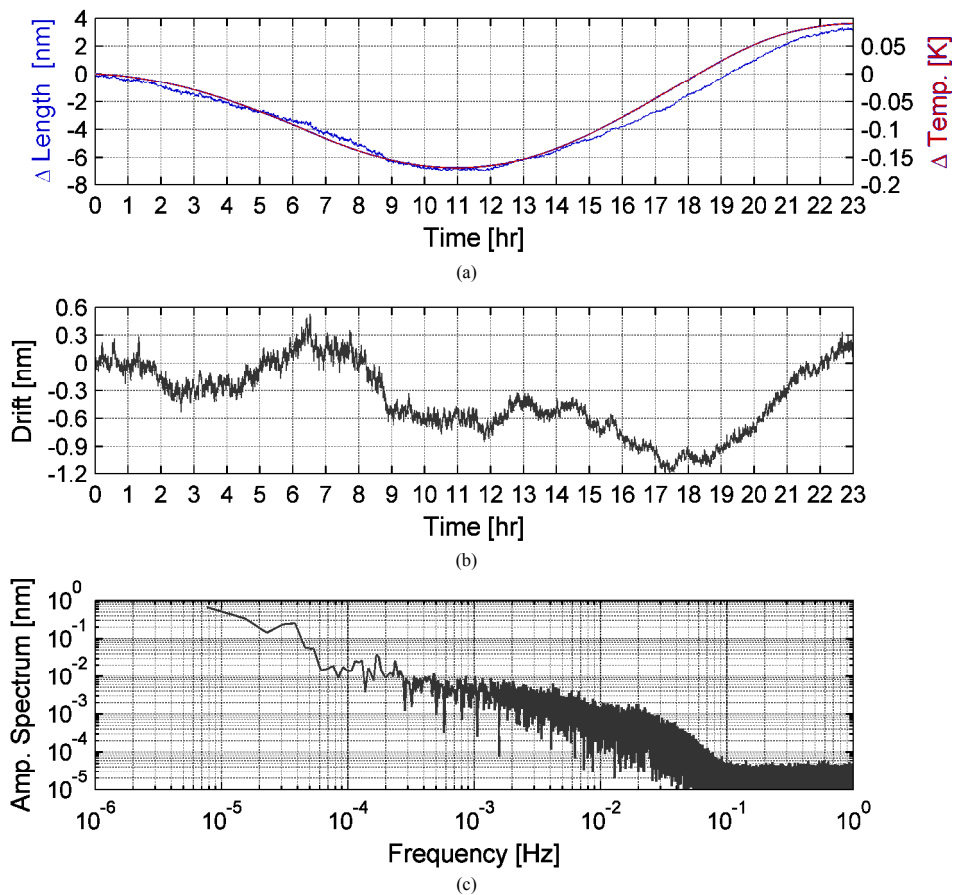 4
2
0
-2
-4
-6
-8
Δ Length [nm]
0.05
0
-0.05
-0.1
-0.15
-0.2
Δ Temp. [K]
0 1 2 3 4 5 6 7 8 9 10 11 12 13 14 15 16 17 18 19 20 21 22 23
Time [hr]
(a)
0.6
0.3
0
-0.3
-0.6
-0.9
-1.2
Drift [nm]
0 1 2 3 4 5 6 7 8 9 10 11 12 13 14 15 16 17 18 19 20 21 22 23
Time [hr]
(b)
10⁰
10⁻¹
10⁻²
10⁻³
10⁻⁴
10⁻⁵
Amp. Spectrum [nm]
10⁻⁶ 10⁻⁵ 10⁻⁴ 10⁻³ 10⁻² 10⁻¹ 10⁰
Frequency [Hz]
(c)